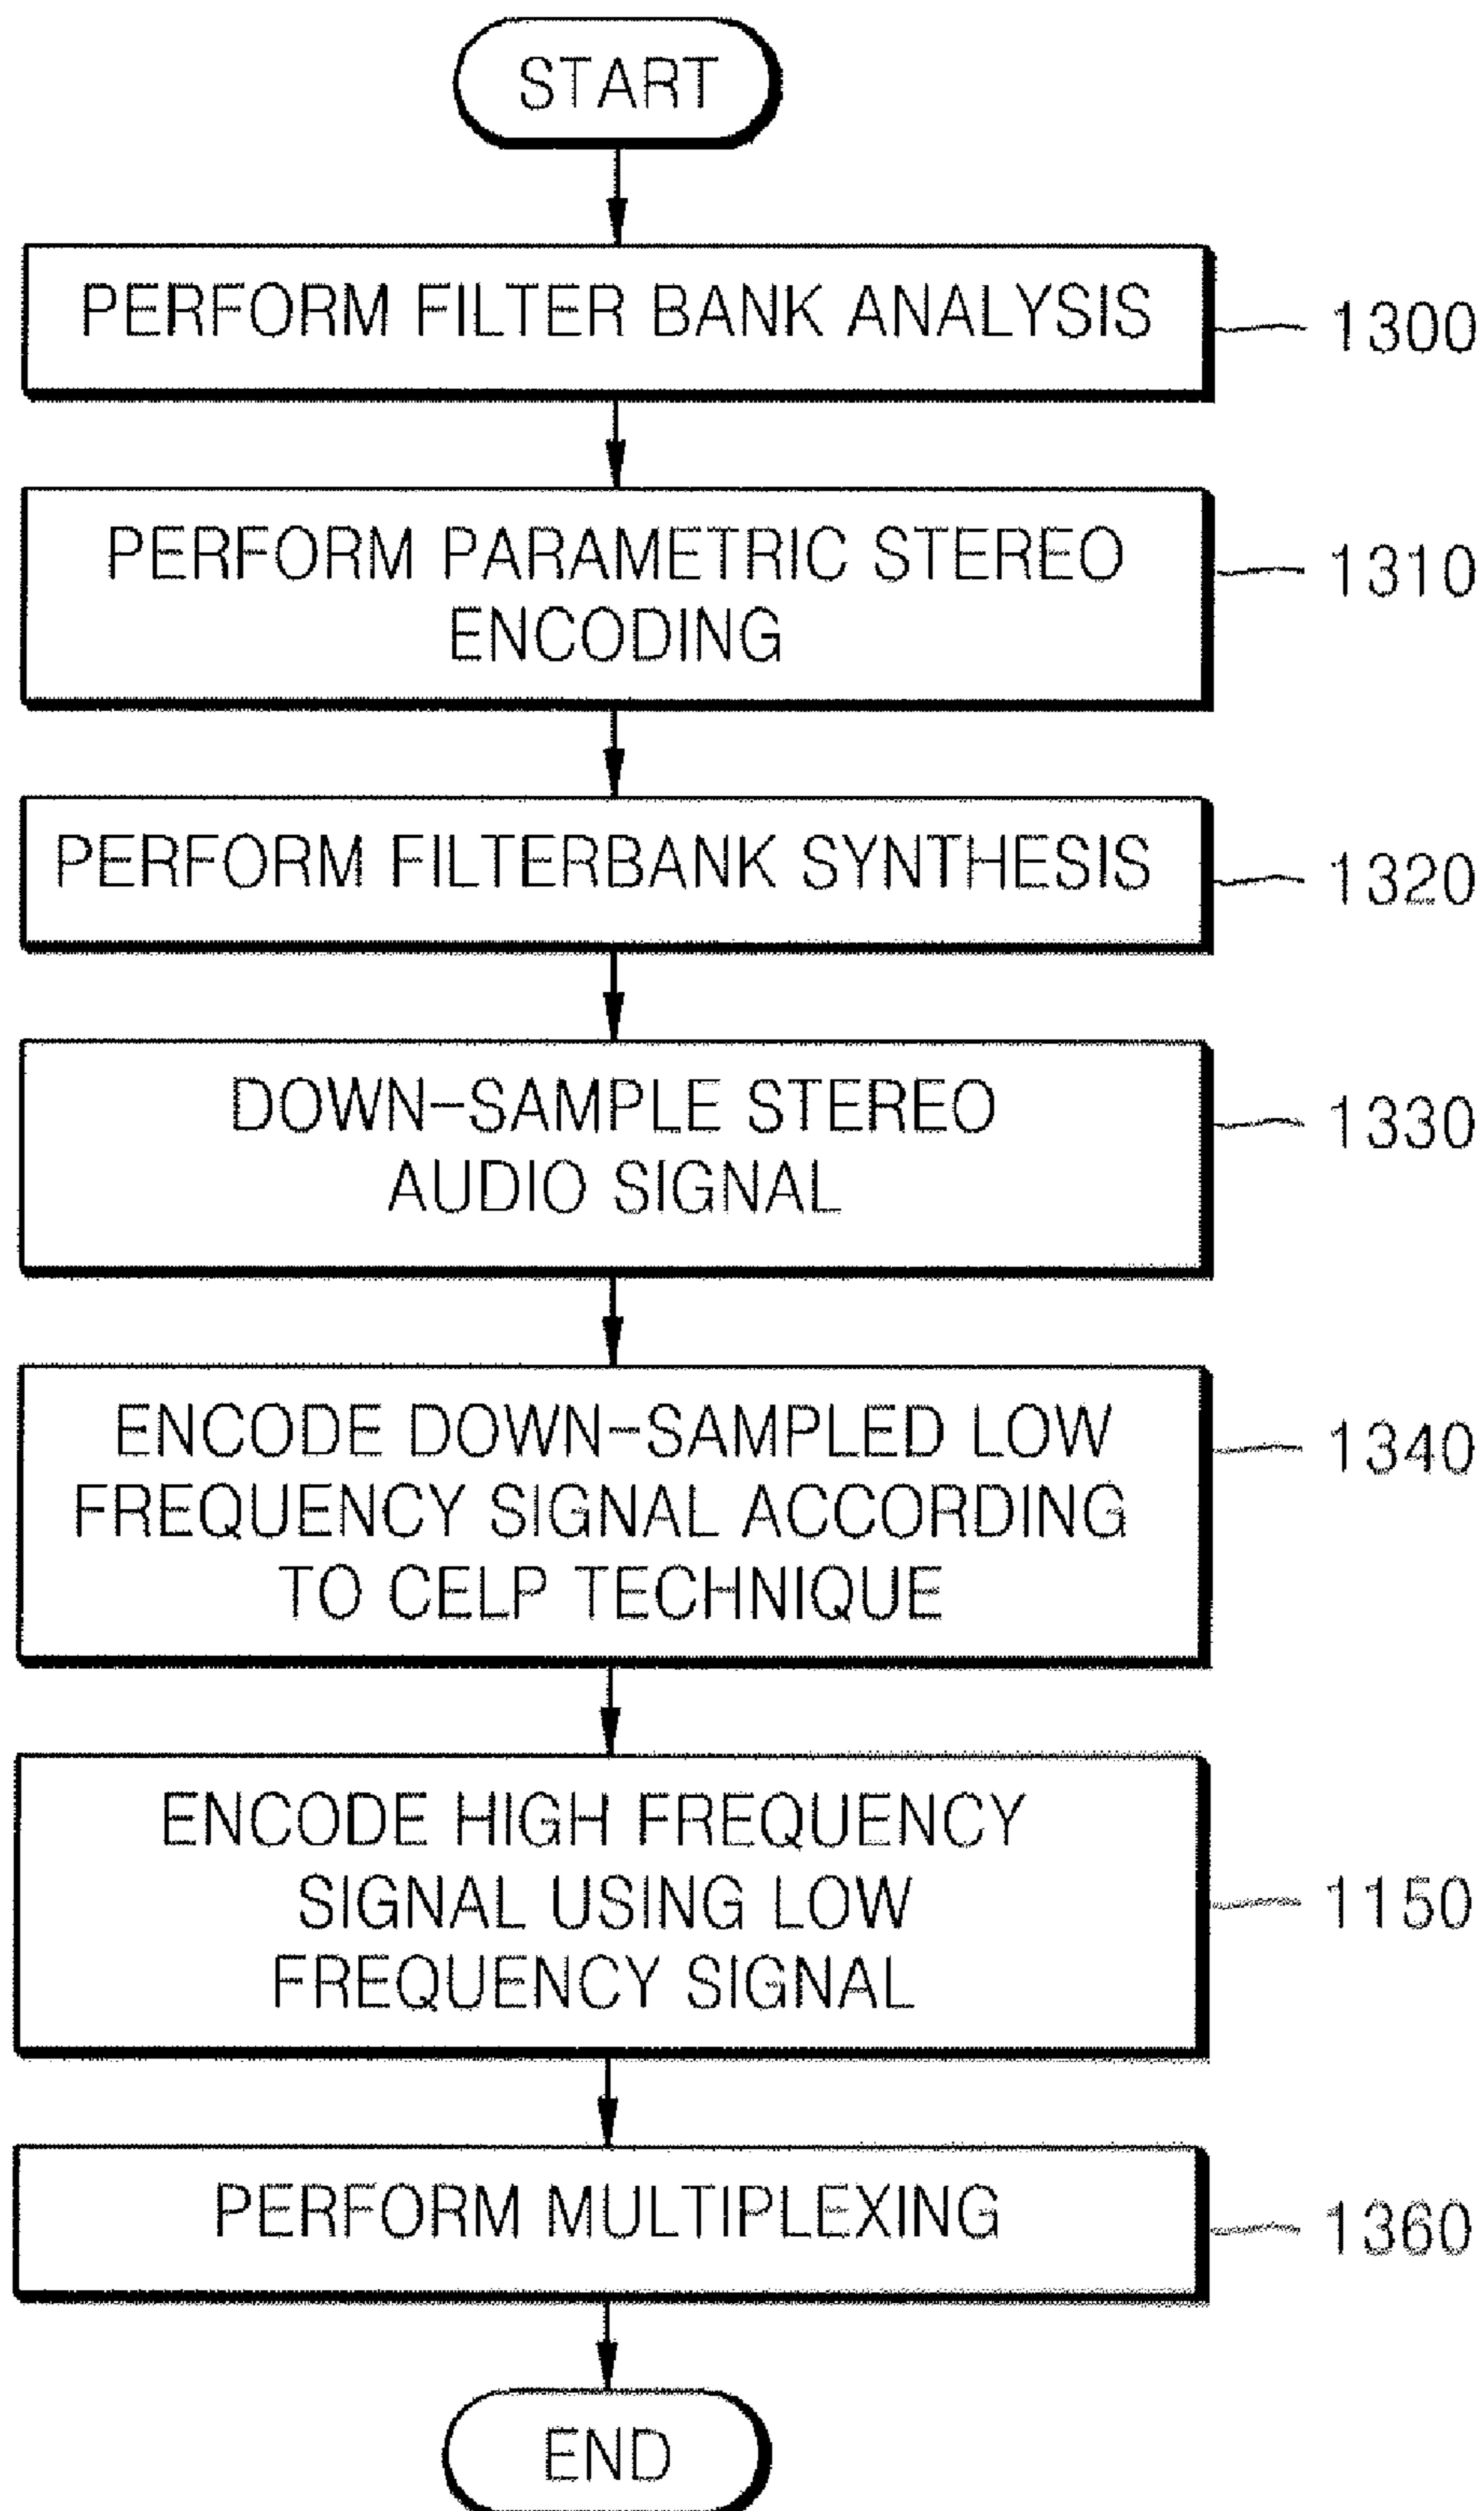 START
PERFORM FILTER BANK ANALYSIS
1300
PERFORM PARAMETRIC STEREO
ENCODING
1310
PERFORM FILTERBANK SYNTHESIS
1320
DOWN-SAMPLE STEREO
AUDIO SIGNAL
1330
ENCODE DOWN-SAMPLED LOW
FREQUENCY SIGNAL ACCORDING
TO CELP TECHNIQUE
1340
ENCODE HIGH FREQUENCY
SIGNAL USING LOW
FREQUENCY SIGNAL
1150
PERFORM MULTIPLEXING
1360
END